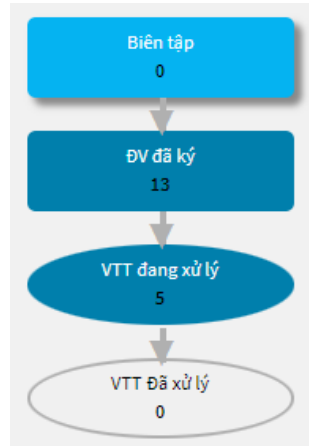 Biên tập
0
ĐV đã ký
13
VTT đang xử lý
5
VTT Đã xử lý
0